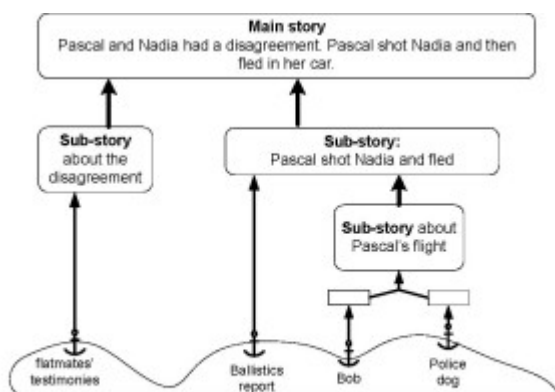 Main story
Pascal and Nadia had a disagreement. Pascal shot Nadia and then
fled in her car.
Sub-story
about the
disagreement
Sub-story:
Pascal shot Nadia and fled
Sub-story about
Pascal's flight
flatmates'
testimonies
Ballistics
report
Bob
Police
dog